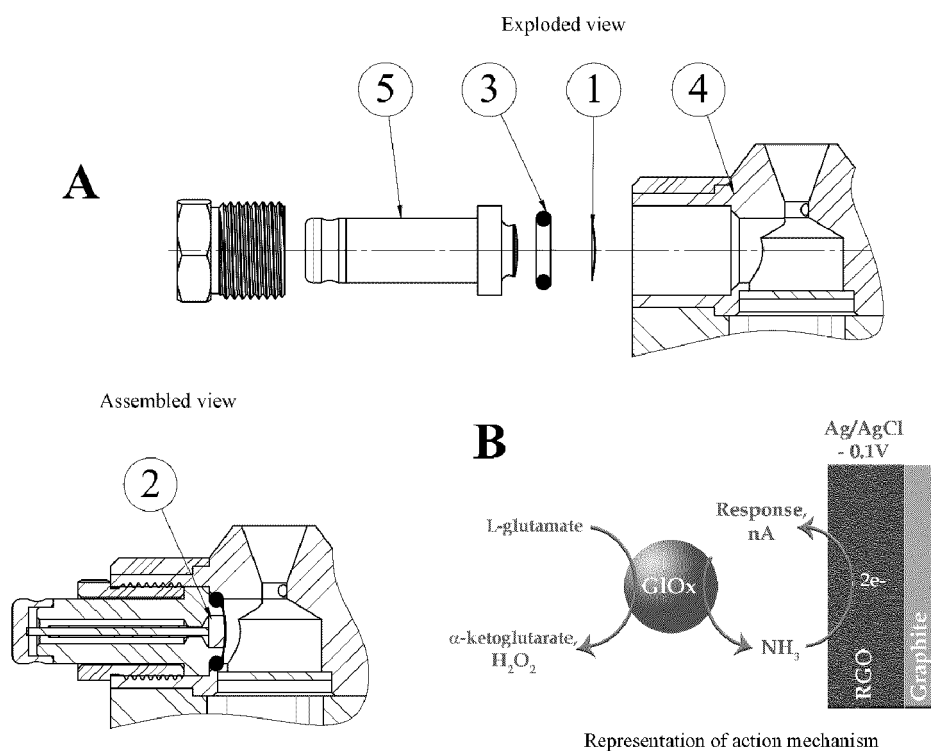 Exploded view
5
3
1
4
A
Assembled view
2
B
Ag/AgCl
- 0.1V
L-glutamate
Response,
nA
GlOx
2e-
α-ketoglutarate,
H₂O₂
NH₃
RGO
Graphite
Representation of action mechanism